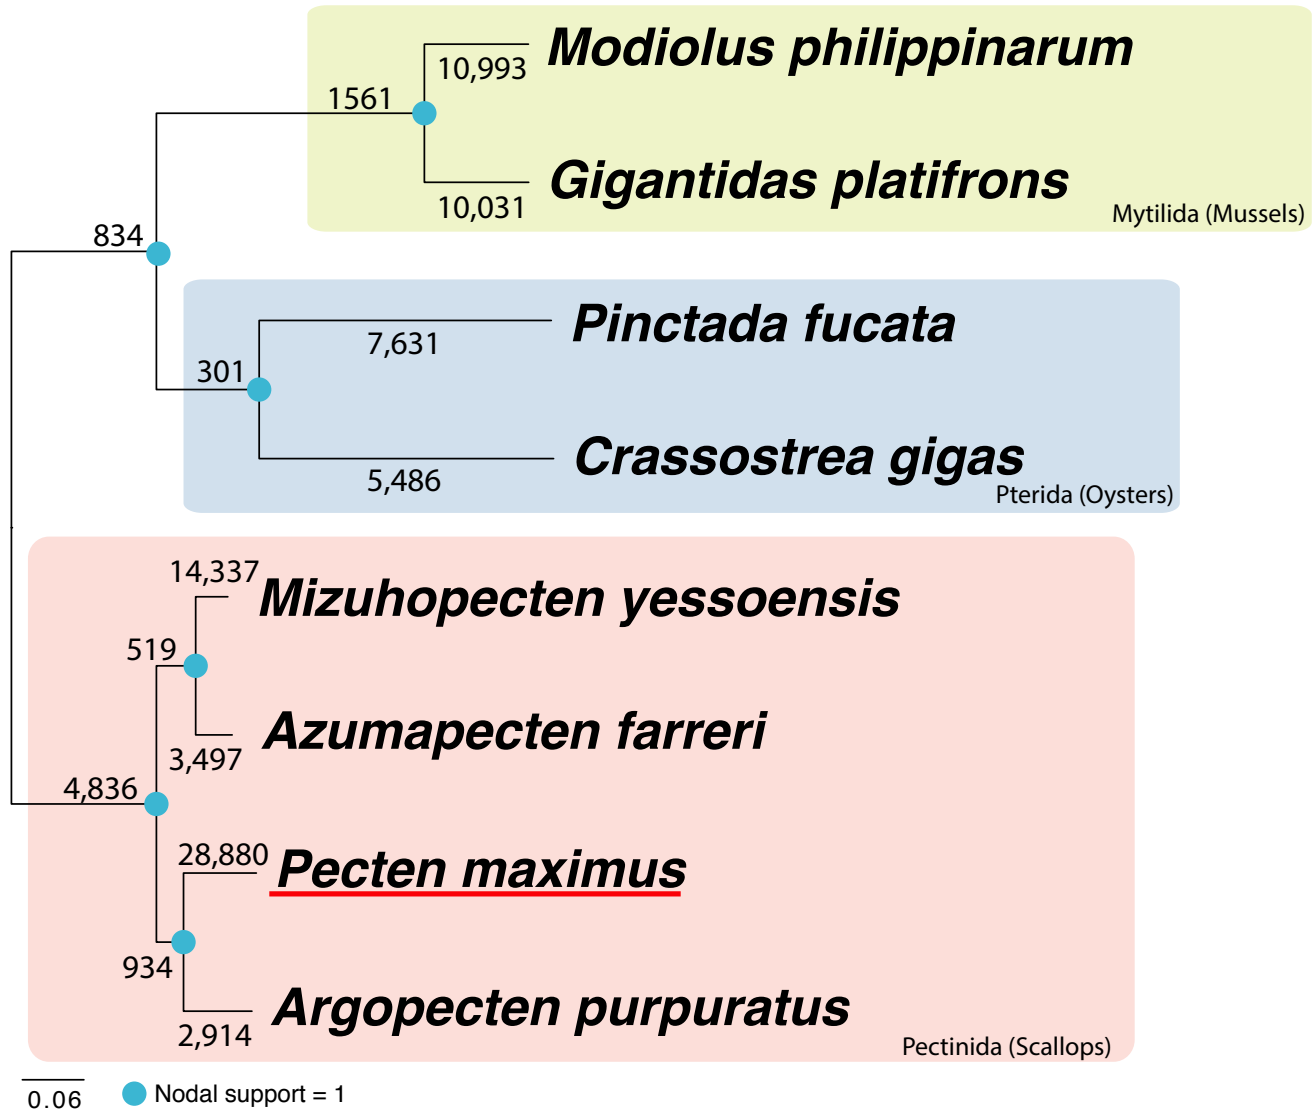 Modiolus philippinarum
10,993
1561
Gigantidas platifrons
10,031
Mytilida (Mussels)
834
Pinctada fucata
7,631
301
Crassostrea gigas
5,486
Pterida (Oysters)
14,337
Mizuhopecten yessoensis
519
Azumapecten farreri
3,497
4,836
28,880
Pecten maximus
934
Argopecten purpuratus
2,914
Pectinida (Scallops)
0.06
Nodal support = 1